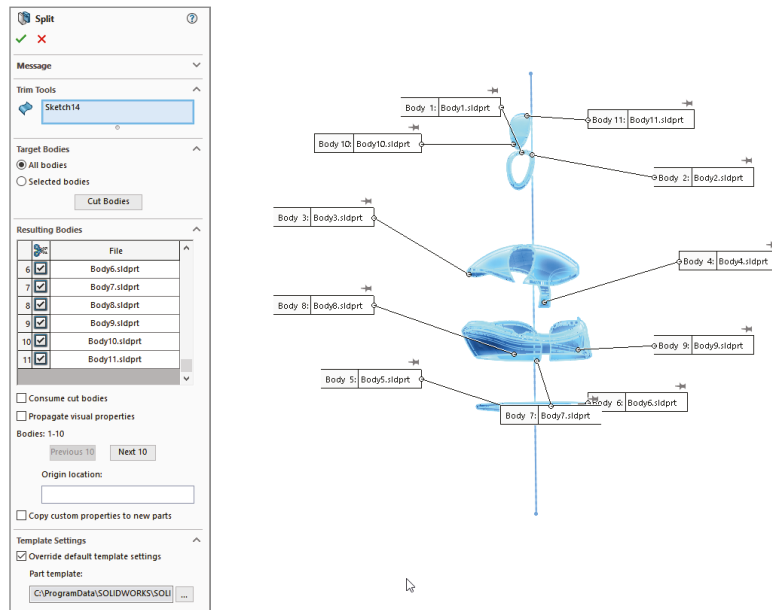 Split
Message
Trim Tools
Sketch14
Target Bodies
All bodies
Selected bodies
Cut Bodies
Resulting Bodies
File
6 Body6.sldprt
7 Body7.sldprt
8 Body8.sldprt
9 Body9.sldprt
10 Body10.sldprt
11 Body11.sldprt
Consume cut bodies
Propagate visual properties
Bodies: 1-10
Previous 10 Next 10
Origin location:
Copy custom properties to new parts
Template Settings
Override default template settings
Part template:
C:\ProgramData\SOLIDWORKS\SOLI ...
Body 1: Body1.sldprt
Body 11: Body11.sldprt
Body 10: Body10.sldprt
Body 2: Body2.sldprt
Body 3: Body3.sldprt
Body 4: Body4.sldprt
Body 8: Body8.sldprt
Body 9: Body9.sldprt
Body 5: Body5.sldprt
Body 6: Body6.sldprt
Body 7: Body7.sldprt